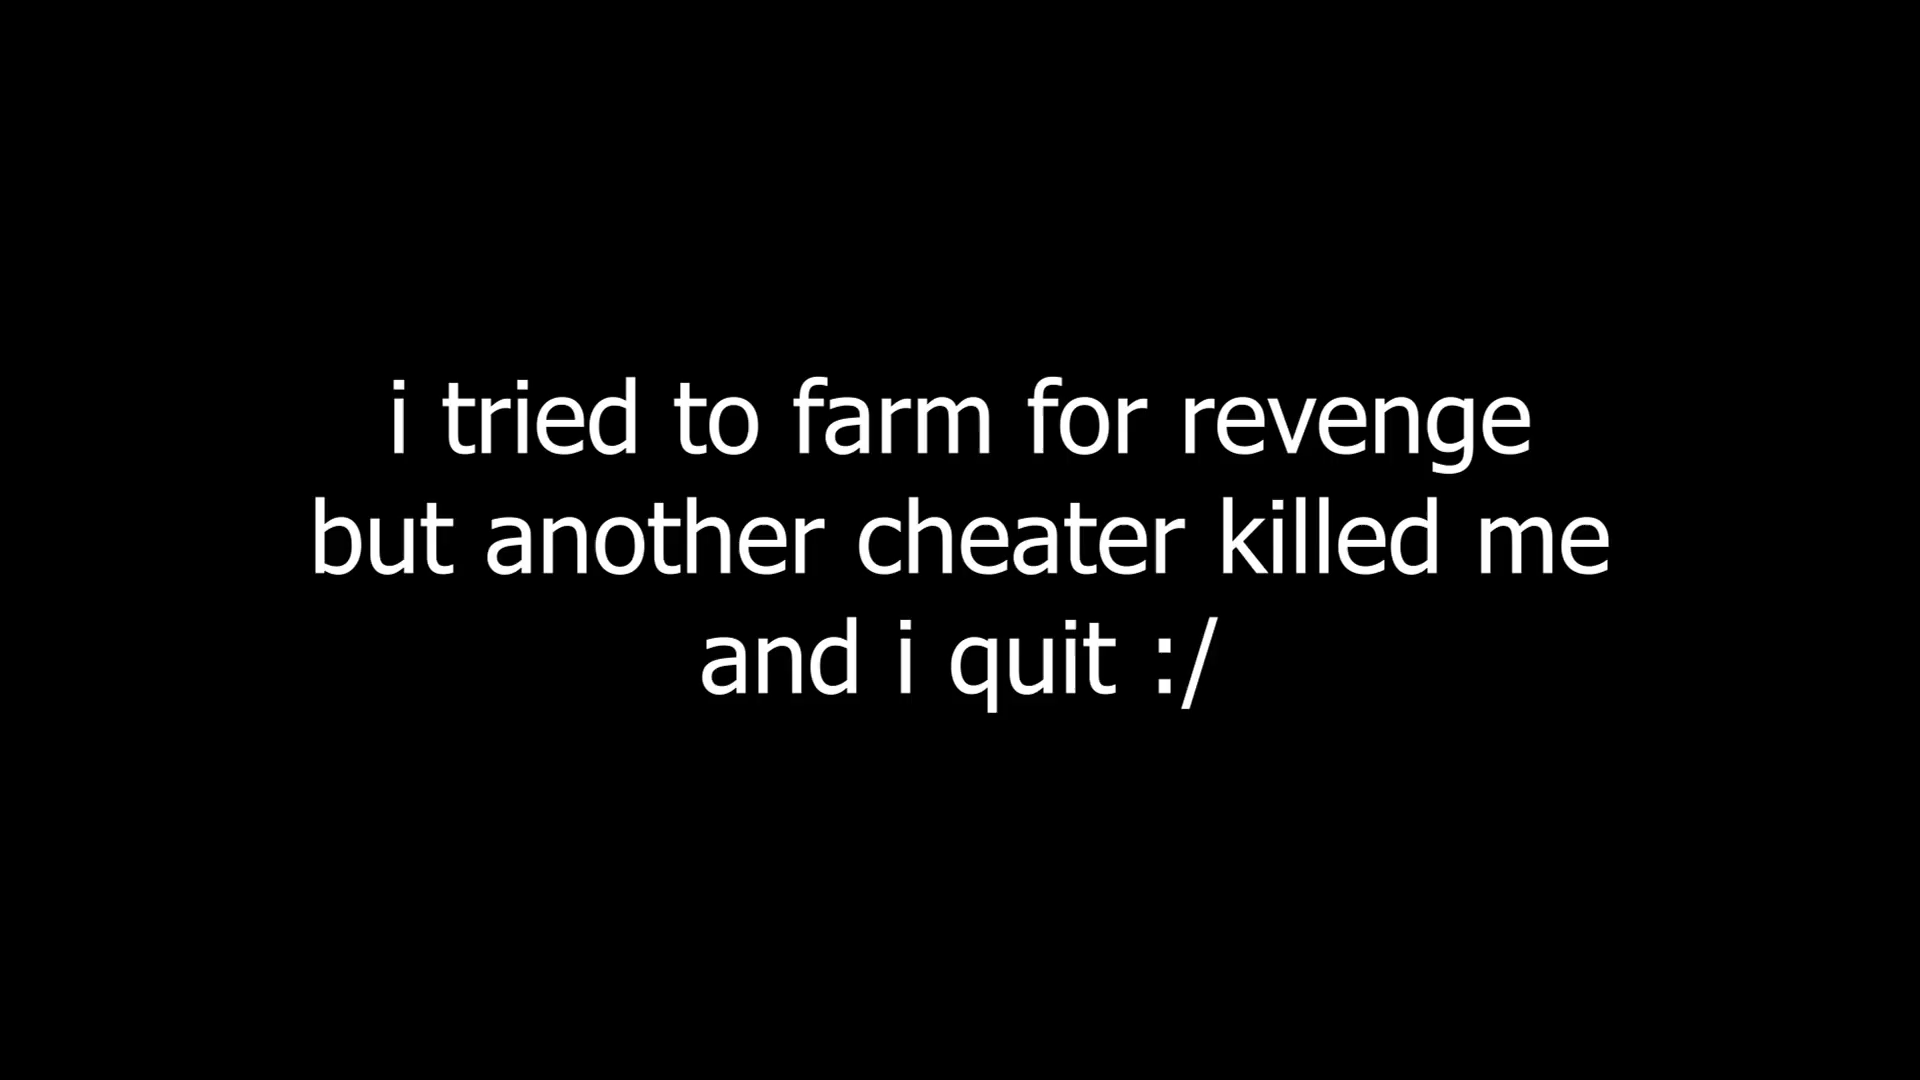 i tried to farm for revenge
but another cheater killed me
and i quit :/